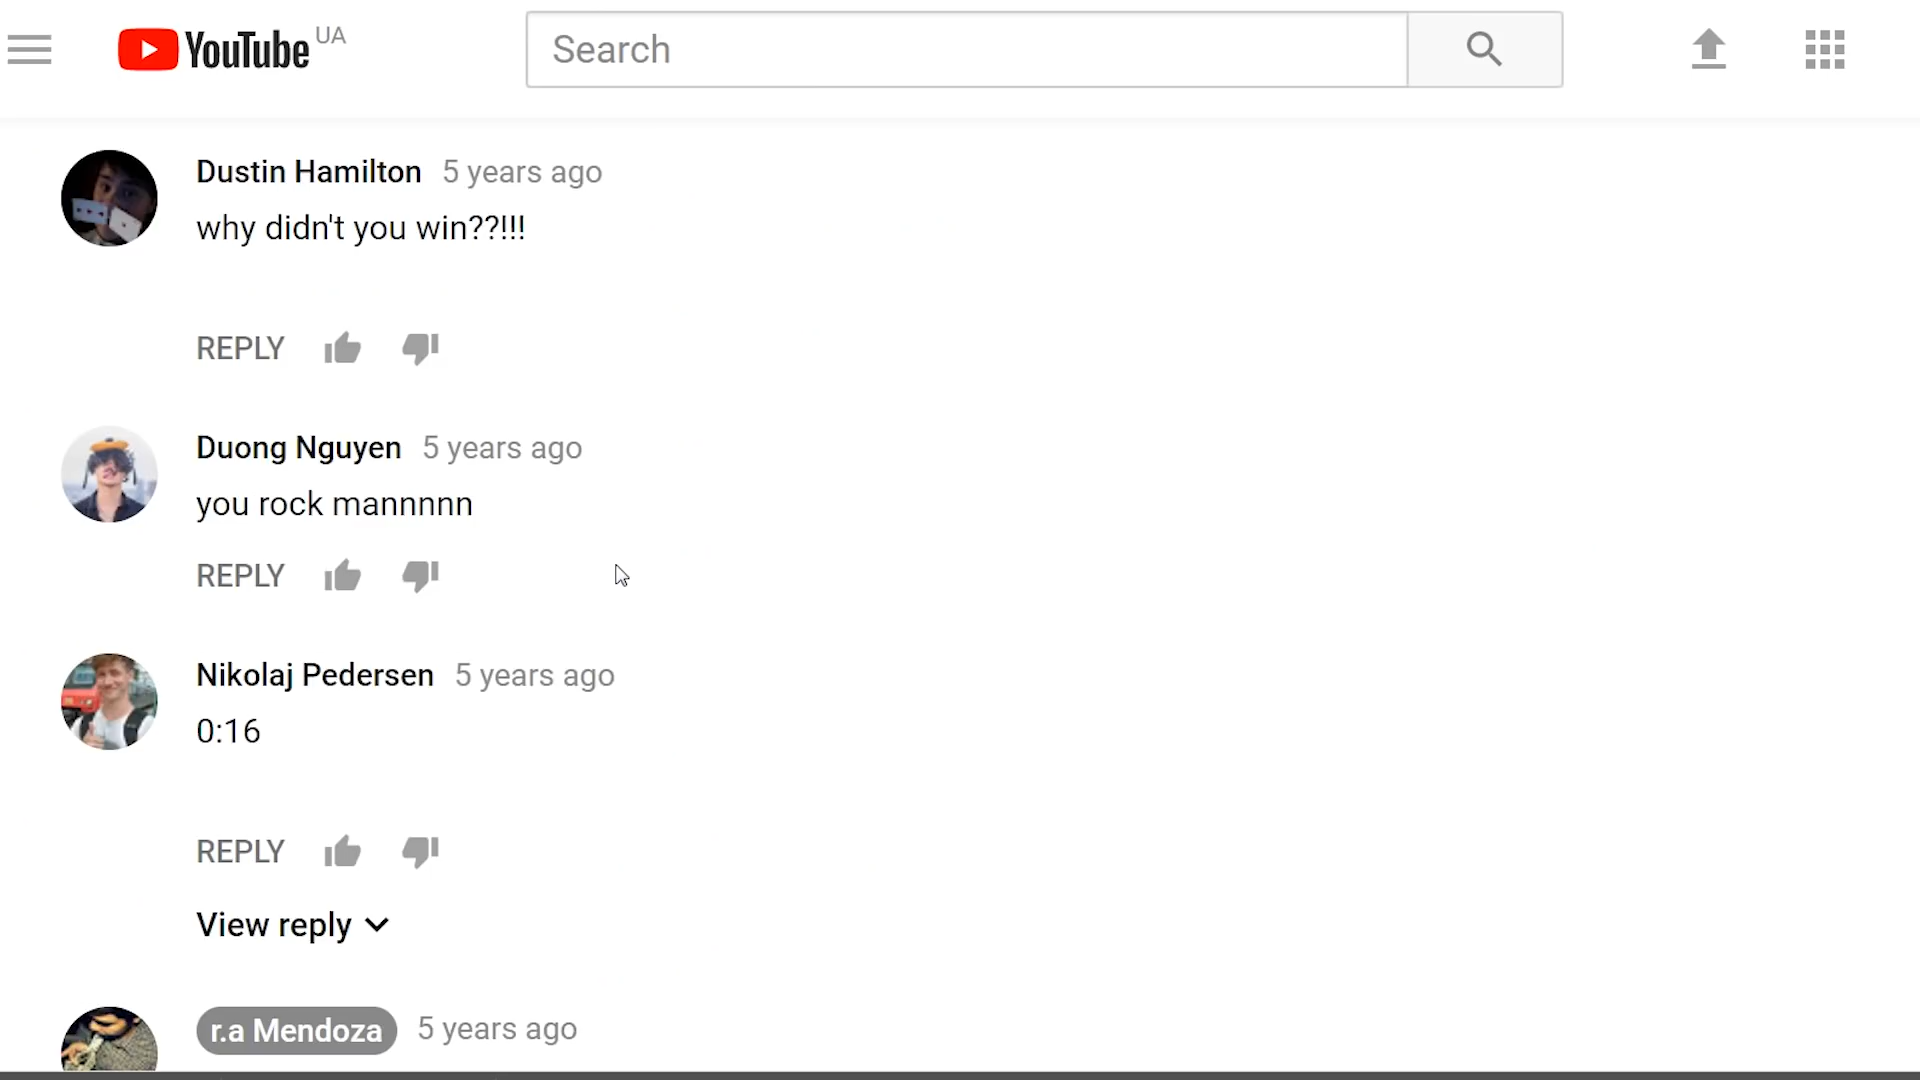 YouTube UA
Search
Dustin Hamilton 5 years ago
why didn't you win??!!!
REPLY
Duong Nguyen 5 years ago
you rock mannnnn
REPLY
Nikolaj Pedersen 5 years ago
0:16
REPLY
View reply
r.a Mendoza 5 years ago